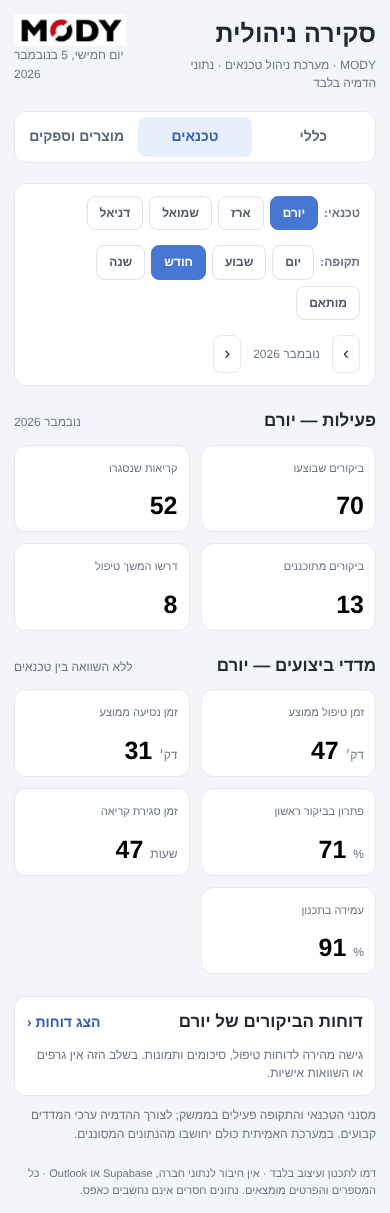 MODY
סקירה ניהולית
MODY · מערכת ניהול טכנאים · נתוני
הדמיה בלבד
יום חמישי, 5 בנובמבר
2026
כללי
טכנאים
מוצרים וספקים
טכנאי: יורם ארז שמואל דניאל
תקופה: יום שבוע חודש שנה
מותאם
› נובמבר 2026 ‹
פעילות — יורם
נובמבר 2026
ביקורים שבוצעו
70
קריאות שנסגרו
52
ביקורים מתוכננים
13
דרשו המשך טיפול
8
מדדי ביצועים — יורם
ללא השוואה בין טכנאים
זמן טיפול ממוצע
47 דק׳
זמן נסיעה ממוצע
31 דק׳
פתרון בביקור ראשון
71 %
זמן סגירת קריאה
47 שעות
עמידה בתכנון
91 %
דוחות הביקורים של יורם
הצג דוחות ‹
גישה מהירה לדוחות טיפול, סיכומים ותמונות. בשלב הזה אין גרפים
או השוואות אישיות.
מסנני הטכנאי והתקופה פעילים בממשק; לצורך ההדמיה ערכי המדדים
קבועים. במערכת האמיתית כולם יחושבו מהנתונים המסוננים.
דמו לתכנון ועיצוב בלבד · אין חיבור לנתוני חברה, Supabase או Outlook · כל
המספרים והפרטים מומצאים. נתונים חסרים אינם נחשבים כאפס.